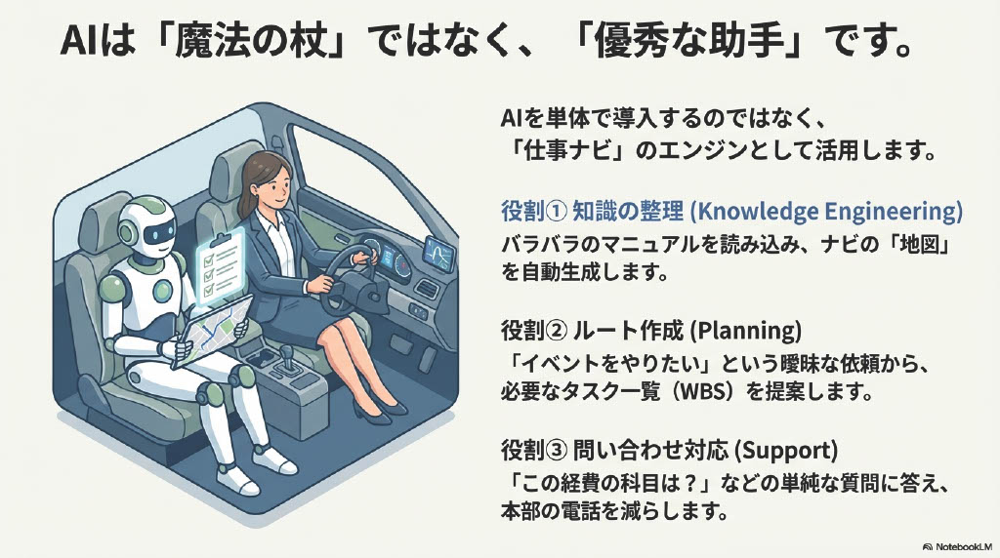 AIは「魔法の杖」ではなく、「優秀な助手」です。
AIを単体で導入するのではなく、
「仕事ナビ」のエンジンとして活用します。
役割① 知識の整理 (Knowledge Engineering)
バラバラのマニュアルを読み込み、ナビの「地図」
を自動生成します。
役割② ルート作成 (Planning)
「イベントをやりたい」という曖昧な依頼から、
必要なタスク一覧（WBS）を提案します。
役割③ 問い合わせ対応 (Support)
「この経費の科目は？」などの単純な質問に答え、
本部の電話を減らします。
NotebookLM